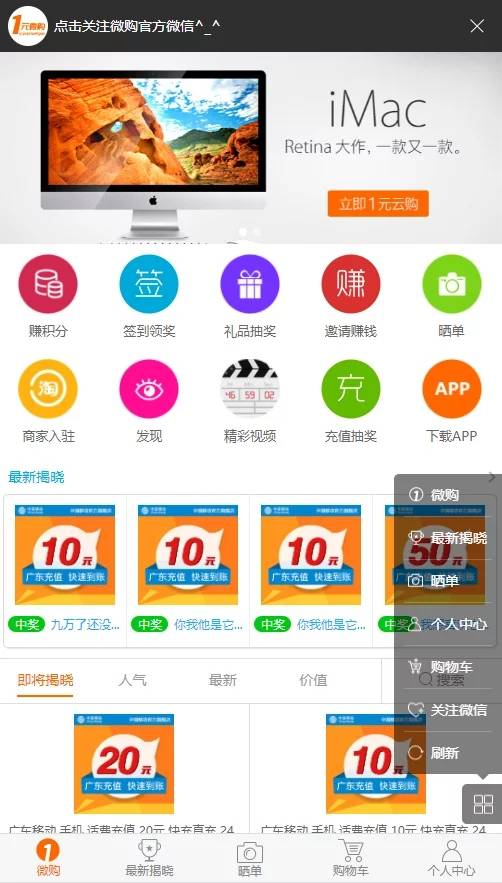 1元微购
点击关注微购官方微信^_^
iMac
Retina 大作，一款又一款。
立即1元云购
签
赚
赚积分
签到领奖
礼品抽奖
邀请赚钱
晒单
淘
46 59 02
充
APP
商家入驻
发现
精彩视频
充值抽奖
下载APP
最新揭晓
10元
广东充值 快速到账
10元
广东充值 快速到账
10元
广东充值 快速到账
50元
中奖 九万了还没...
中奖 你我他是它...
中奖 你我他是它...
中奖
微购
最新揭晓
晒单
个人中心
购物车
关注微信
刷新
即将揭晓
人气
最新
价值
搜索
20元
广东充值 快速到账
10元
广东充值 快速到账
广东移动 手机 话费充值 20元 快充直充 24
广东移动 手机 话费充值 10元 快充直充 24
微购
最新揭晓
晒单
购物车
个人中心